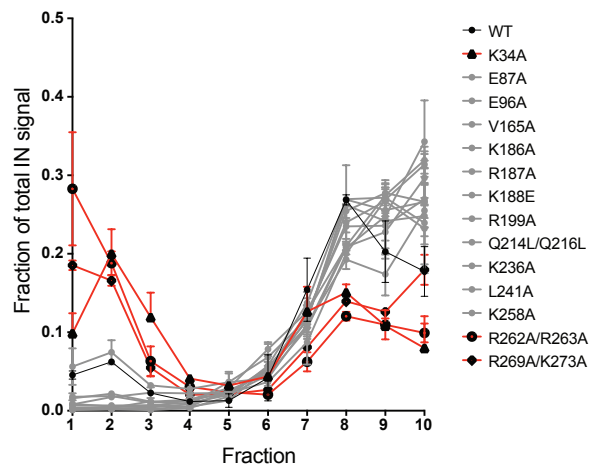 0.5
0.4
0.3
0.2
0.1
0.0
Fraction of total IN signal
1 2 3 4 5 6 7 8 9 10
Fraction
WT
K34A
E87A
E96A
V165A
K186A
R187A
K188E
R199A
Q214L/Q216L
K236A
L241A
K258A
R262A/R263A
R269A/K273A